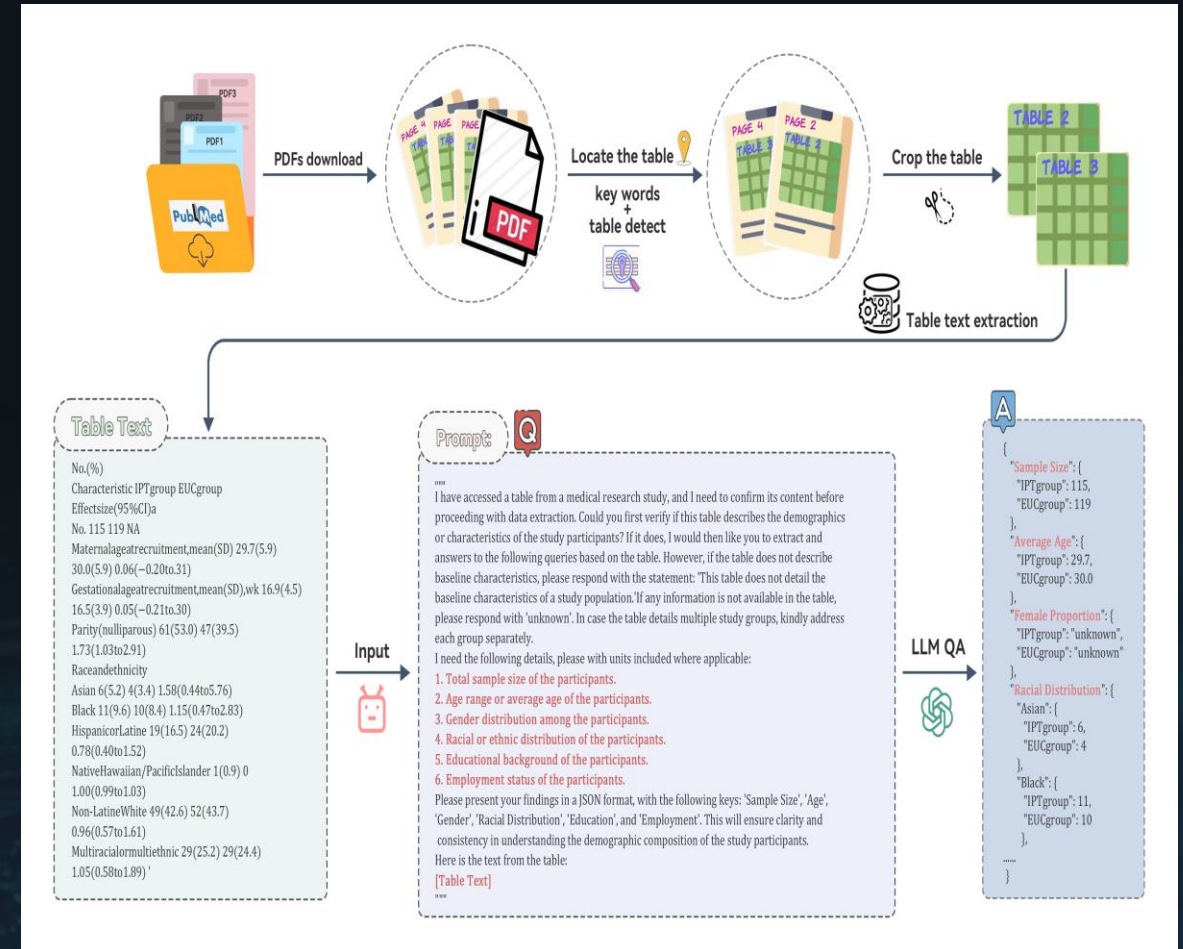 PDF3
PDF2
PDF1
PubMed
PDFs download
PAGE 4
PAGE
PAGE
PDF
Locate the table
key words
+
table detect
PAGE 4
TABLE 3
PAGE 2
TABLE 2
Crop the table
TABLE 2
TABLE 3
Table text extraction
Table Text
No.(%)
Characteristic IPTgroup EUCgroup
Effectsize(95%CI)a
No. 115 119 NA
Maternalageatrecruitment,mean(SD) 29.7(5.9)
30.0(5.9) 0.06(−0.20to.31)
Gestationalageatrecruitment,mean(SD),wk 16.9(4.5)
16.5(3.9) 0.05(−0.21to.30)
Parity(nulliparous) 61(53.0) 47(39.5)
1.73(1.03to2.91)
Raceandethnicity
Asian 6(5.2) 4(3.4) 1.58(0.44to5.76)
Black 11(9.6) 10(8.4) 1.15(0.47to2.83)
HispanicorLatine 19(16.5) 24(20.2)
0.78(0.40to1.52)
NativeHawaiian/PacificIslander 1(0.9) 0
1.00(0.99to1.03)
Non-LatineWhite 49(42.6) 52(43.7)
0.96(0.57to1.61)
Multiracialormultiethnic 29(25.2) 29(24.4)
1.05(0.58to1.89) '
Input
Prompt:
Q
"""
I have accessed a table from a medical research study, and I need to confirm its content before
proceeding with data extraction. Could you first verify if this table describes the demographics
or characteristics of the study participants? If it does, I would then like you to extract and
answers to the following queries based on the table. However, if the table does not describe
baseline characteristics, please respond with the statement: 'This table does not detail the
baseline characteristics of a study population.'If any information is not available in the table,
please respond with 'unknown'. In case the table details multiple study groups, kindly address
each group separately.
I need the following details, please with units included where applicable:
1. Total sample size of the participants.
2. Age range or average age of the participants.
3. Gender distribution among the participants.
4. Racial or ethnic distribution of the participants.
5. Educational background of the participants.
6. Employment status of the participants.
Please present your findings in a JSON format, with the following keys: 'Sample Size', 'Age',
'Gender', 'Racial Distribution', 'Education', and 'Employment'. This will ensure clarity and
consistency in understanding the demographic composition of the study participants.
Here is the text from the table:
[Table Text]
"""
LLM QA
A
{
"Sample Size": {
"IPTgroup": 115,
"EUCgroup": 119
},
"Average Age": {
"IPTgroup": 29.7,
"EUCgroup": 30.0
},
"Female Proportion": {
"IPTgroup": "unknown",
"EUCgroup": "unknown"
},
"Racial Distribution": {
"Asian": {
"IPTgroup": 6,
"EUCgroup": 4
},
"Black": {
"IPTgroup": 11,
"EUCgroup": 10
},
......
}